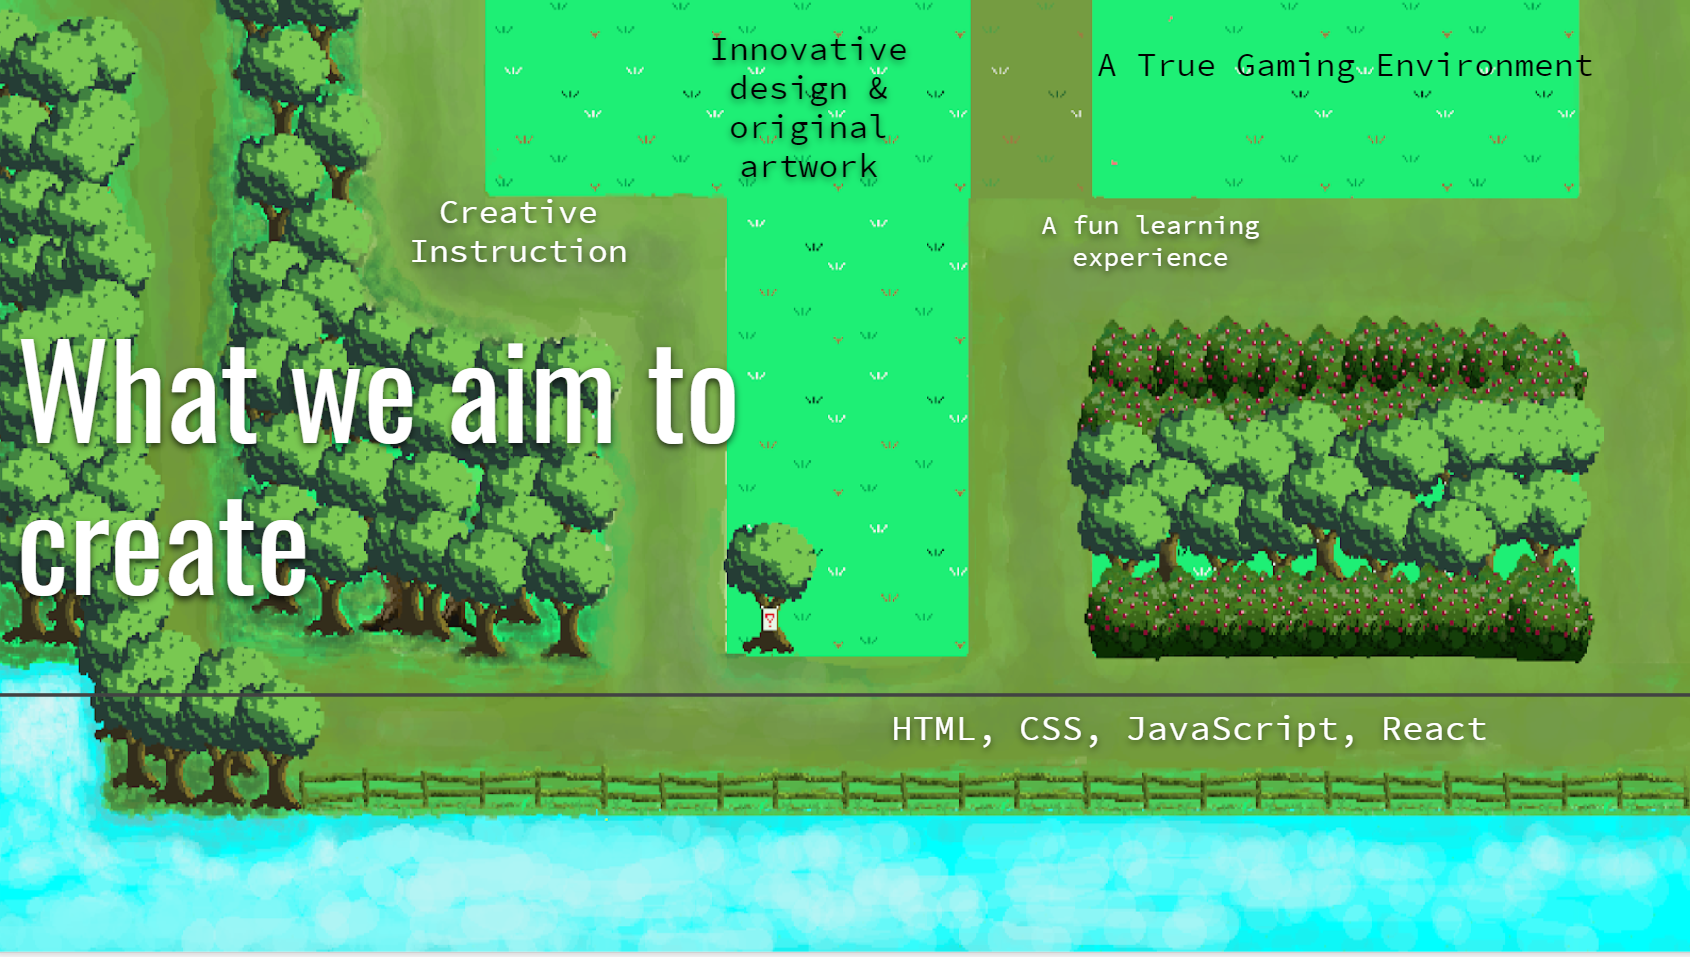 Innovative
design &
original
artwork
A True Gaming Environment
Creative
Instruction
A fun learning
experience
What we aim to
create
HTML, CSS, JavaScript, React